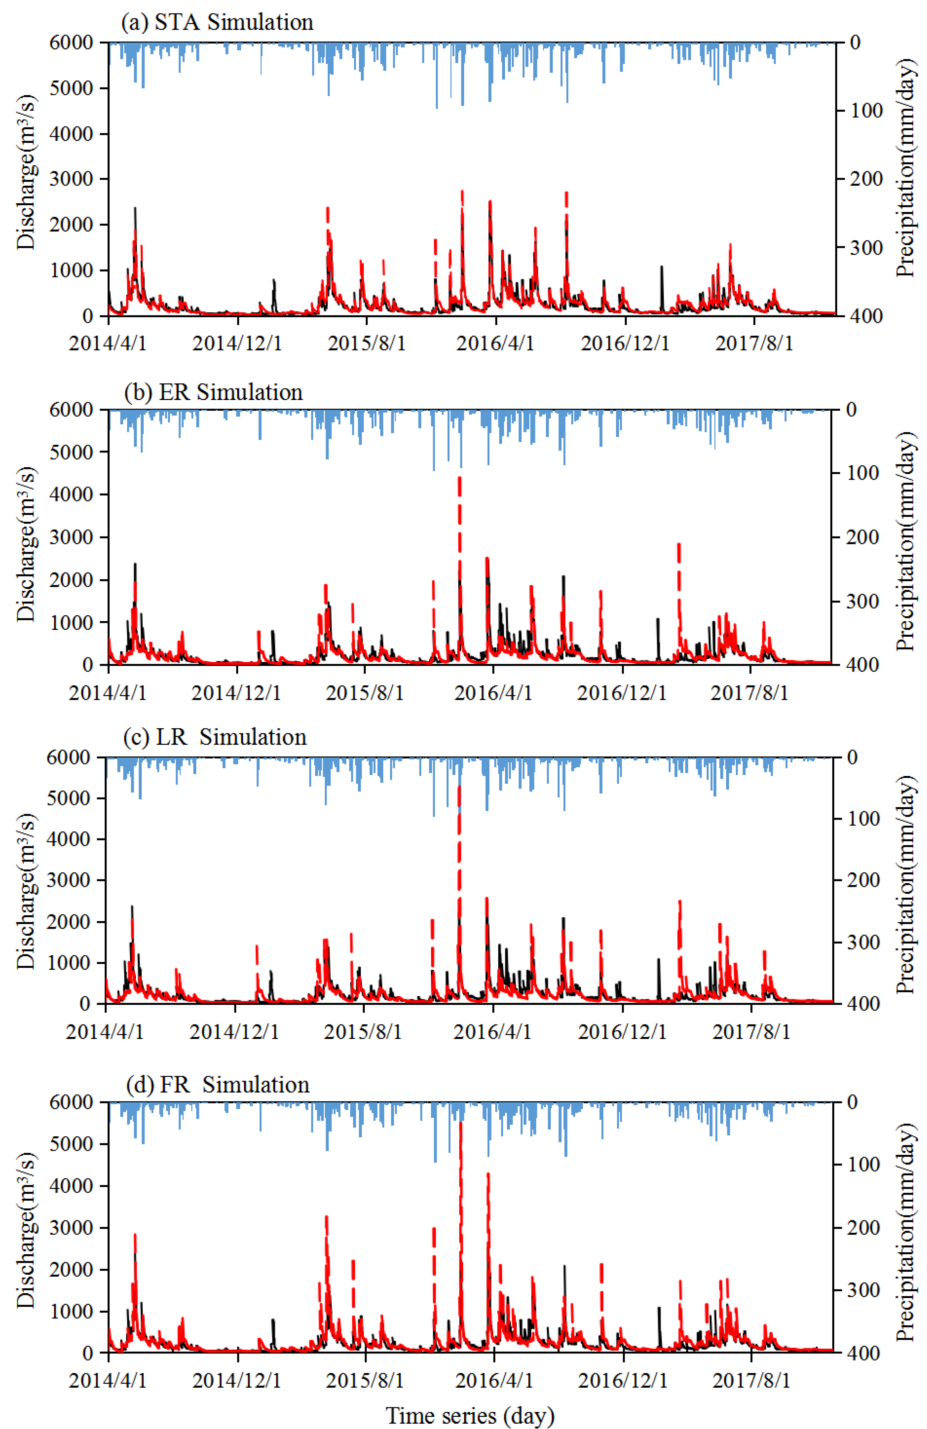 (a) STA Simulation
6000
5000
4000
3000
2000
1000
0
Discharge(m³/s)
0
100
200
300
400
Precipitation(mm/day)
2014/4/1 2014/12/1 2015/8/1 2016/4/1 2016/12/1 2017/8/1
(b) ER Simulation
6000
5000
4000
3000
2000
1000
0
Discharge(m³/s)
0
100
200
300
400
Precipitation(mm/day)
2014/4/1 2014/12/1 2015/8/1 2016/4/1 2016/12/1 2017/8/1
(c) LR Simulation
6000
5000
4000
3000
2000
1000
0
Discharge(m³/s)
0
100
200
300
400
Precipitation(mm/day)
2014/4/1 2014/12/1 2015/8/1 2016/4/1 2016/12/1 2017/8/1
(d) FR Simulation
6000
5000
4000
3000
2000
1000
0
Discharge(m³/s)
0
100
200
300
400
Precipitation(mm/day)
2014/4/1 2014/12/1 2015/8/1 2016/4/1 2016/12/1 2017/8/1
Time series (day)